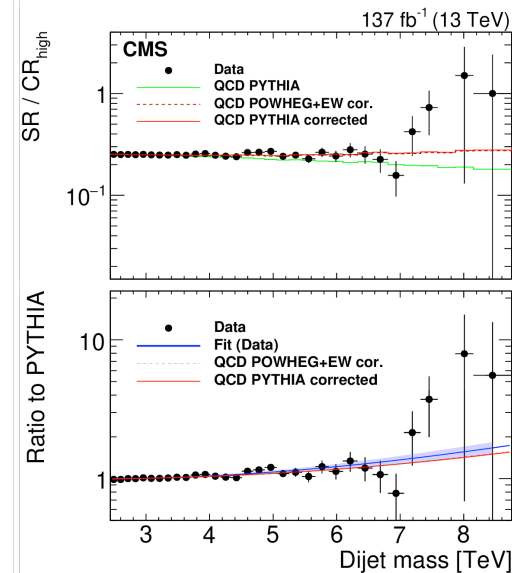 137 fb⁻¹ (13 TeV)
SR / CR_high
CMS
Data
QCD PYTHIA
QCD POWHEG+EW cor.
QCD PYTHIA corrected
1
10⁻¹
Ratio to PYTHIA
Data
Fit (Data)
QCD POWHEG+EW cor.
QCD PYTHIA corrected
10
1
3 4 5 6 7 8
Dijet mass [TeV]